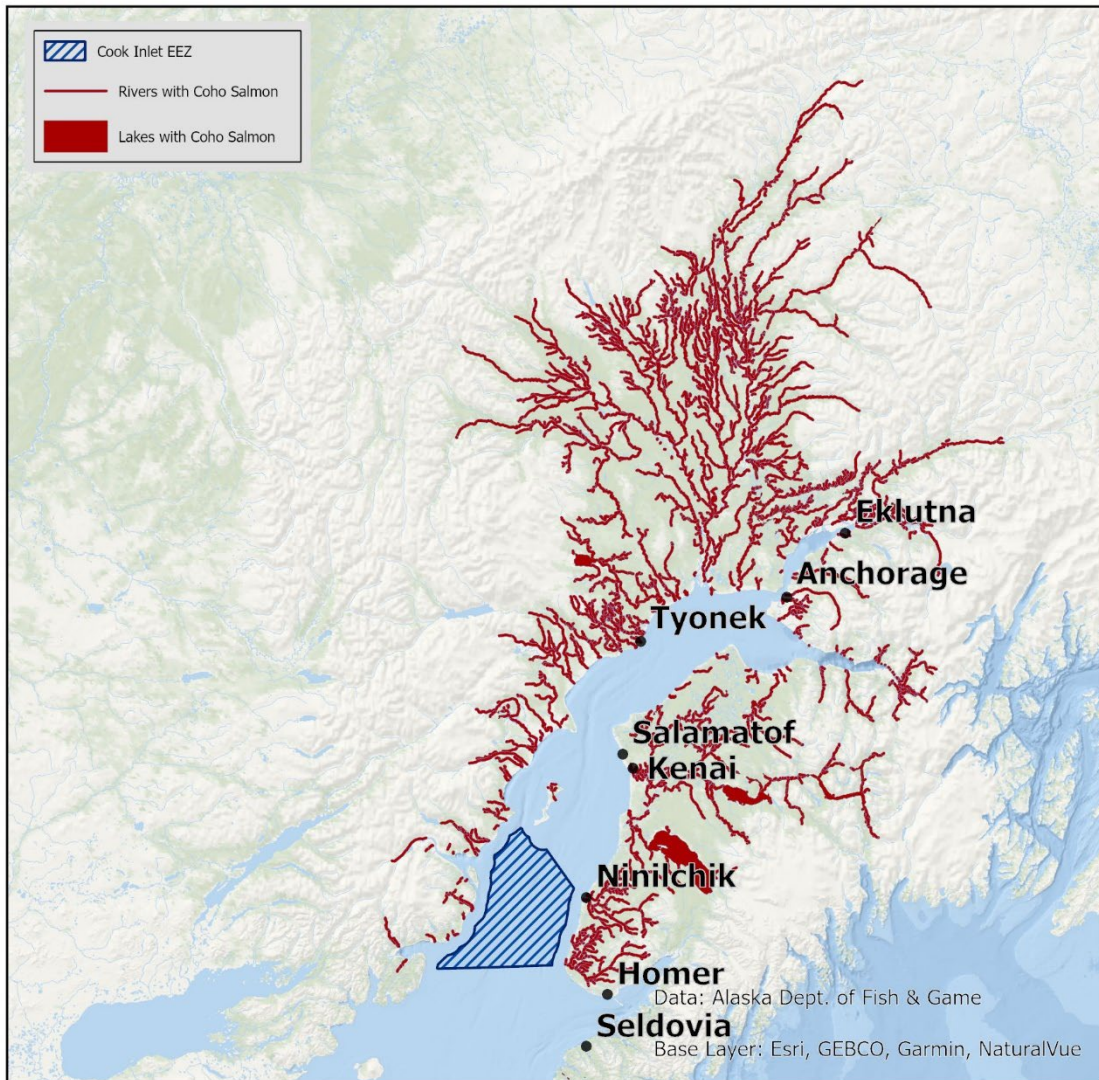 Cook Inlet EEZ
Rivers with Coho Salmon
Lakes with Coho Salmon
Eklutna
Anchorage
Tyonek
Salamatof
Kenai
Ninilchik
Homer
Data: Alaska Dept. of Fish & Game
Seldovia
Base Layer: Esri, GEBCO, Garmin, NaturalVue